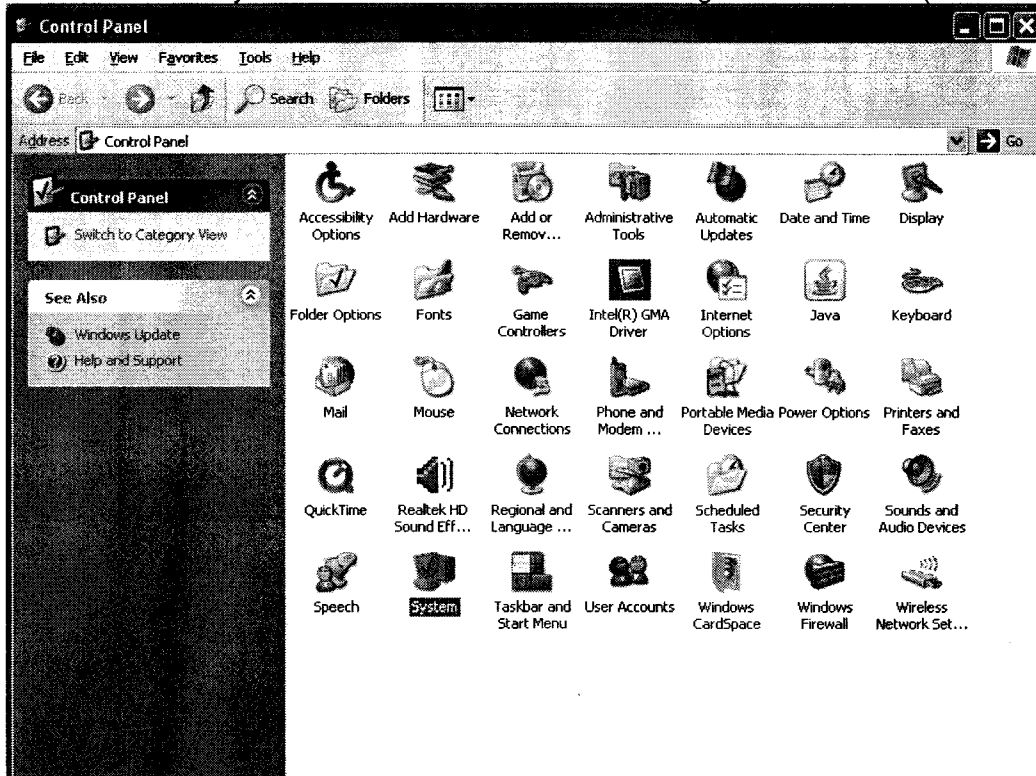 Control Panel
File Edit View Favorites Tools Help
Back Search Folders
Address Control Panel Go
Control Panel
Switch to Category View
See Also
Windows Update
Help and Support
Accessibility Options Add Hardware Add or Remov... Administrative Tools Automatic Updates Date and Time Display
Folder Options Fonts Game Controllers Intel(R) GMA Driver Internet Options Java Keyboard
Mail Mouse Network Connections Phone and Modem ... Portable Media Devices Power Options Printers and Faxes
QuickTime Realtek HD Sound Eff... Regional and Language ... Scanners and Cameras Scheduled Tasks Security Center Sounds and Audio Devices
Speech System Taskbar and Start Menu User Accounts Windows CardSpace Windows Firewall Wireless Network Set...